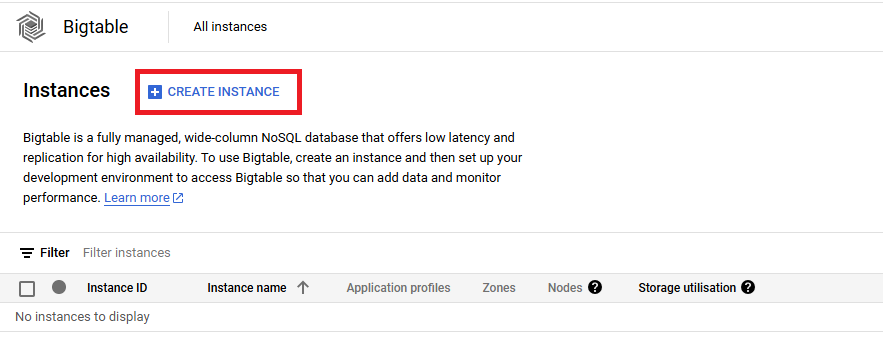 Bigtable
All instances
Instances
CREATE INSTANCE
Bigtable is a fully managed, wide-column NoSQL database that offers low latency and
replication for high availability. To use Bigtable, create an instance and then set up your
development environment to access Bigtable so that you can add data and monitor
performance. Learn more
Filter Filter instances
Instance ID Instance name Application profiles Zones Nodes ? Storage utilisation ?
No instances to display